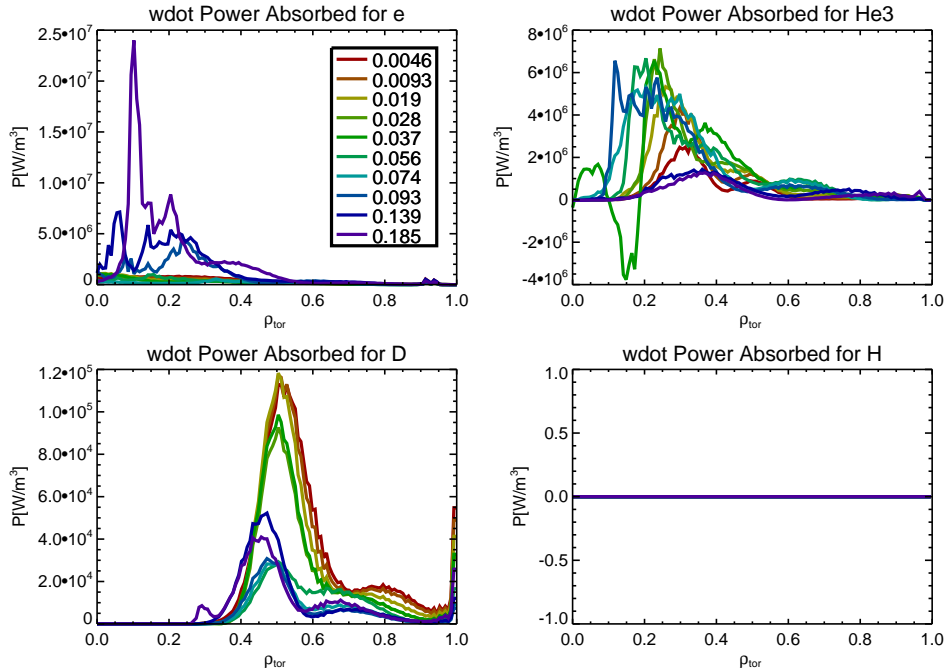 wdot Power Absorbed for e
2.5•10⁷
2.0•10⁷
1.5•10⁷
1.0•10⁷
5.0•10⁶
0
P[W/m³]
0.0 0.2 0.4 0.6 0.8 1.0
ρtor
0.0046
0.0093
0.019
0.028
0.037
0.056
0.074
0.093
0.139
0.185
wdot Power Absorbed for He3
8•10⁶
6•10⁶
4•10⁶
2•10⁶
0
-2•10⁶
-4•10⁶
P[W/m³]
0.0 0.2 0.4 0.6 0.8 1.0
ρtor
wdot Power Absorbed for D
1.2•10⁵
1.0•10⁵
8.0•10⁴
6.0•10⁴
4.0•10⁴
2.0•10⁴
0
P[W/m³]
0.0 0.2 0.4 0.6 0.8 1.0
ρtor
wdot Power Absorbed for H
1.0
0.5
0.0
-0.5
-1.0
P[W/m³]
0.0 0.2 0.4 0.6 0.8 1.0
ρtor